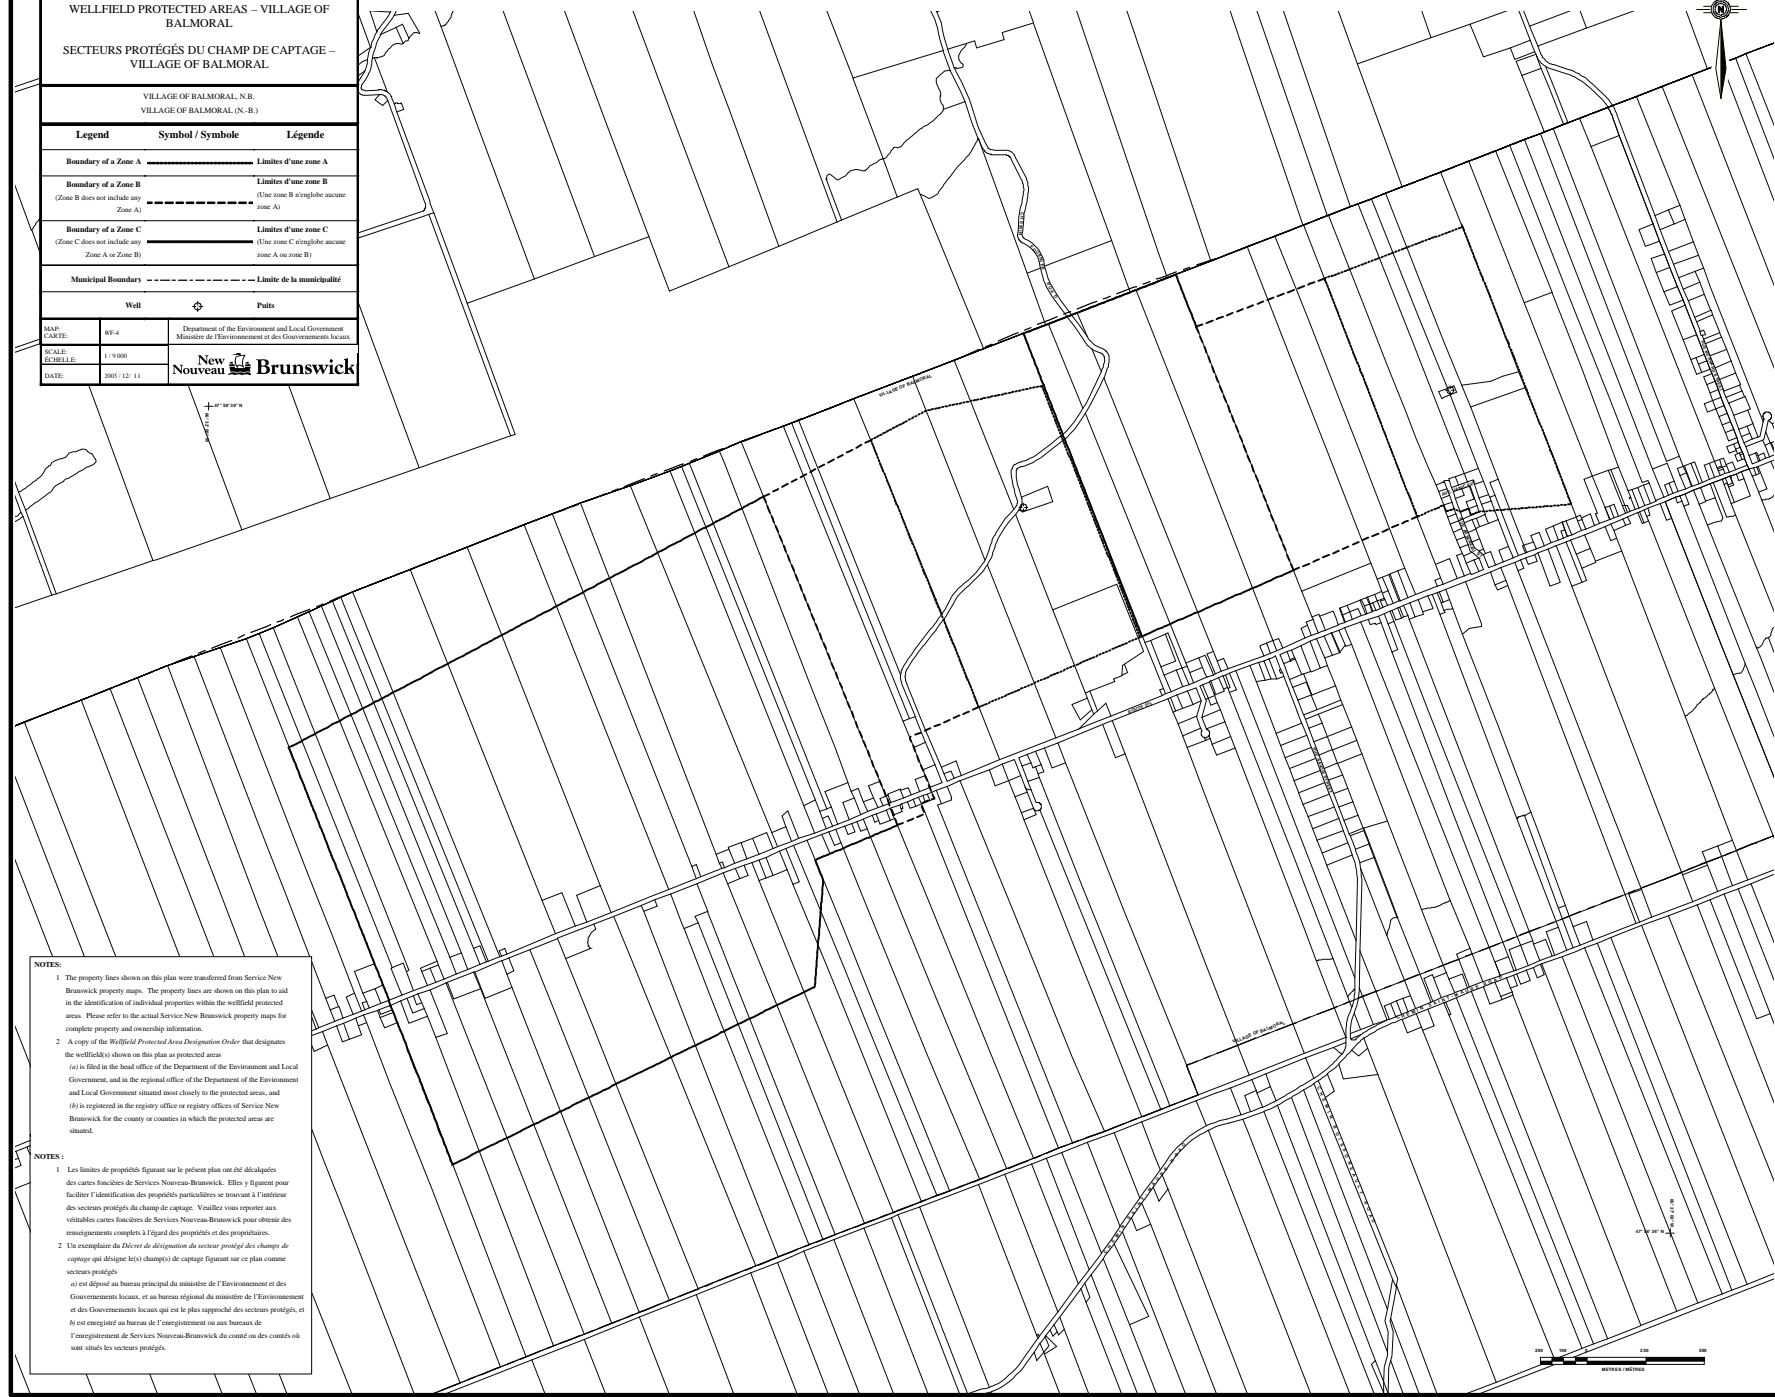 WELLFIELD PROTECTED AREAS – VILLAGE OF
BALMORAL
SECTEURS PROTÉGÉS DU CHAMP DE CAPTAGE –
VILLAGE OF BALMORAL
VILLAGE OF BALMORAL, N.B.
VILLAGE OF BALMORAL (N.-B.)
Legend Symbol / Symbole Légende
Boundary of a Zone A Limites d'une zone A
Boundary of a Zone B
(Zone B does not include any
Zone A)
Limites d'une zone B
(Une zone B n'englobe aucune
zone A)
Boundary of a Zone C
(Zone C does not include any
Zone A or Zone B)
Limites d'une zone C
(Une zone C n'englobe aucune
zone A ou zone B)
Municipal Boundary Limite de la municipalité
Well Puits
MAP:
CARTE:
WF-4
Department of the Environment and Local Government
Ministère de l'Environnement et des Gouvernements locaux
SCALE:
ÉCHELLE:
1 / 9 000
DATE:
2003 / 12/ 11
New
Nouveau Brunswick
N
VILLAGE OF BALMORAL
VILLAGE OF BALMORAL
NOTES:
1 The property lines shown on this plan were transferred from Service New
Brunswick property maps. The property lines are shown on this plan to aid
in the identification of individual properties within the wellfield protected
areas. Please refer to the actual Service New Brunswick property maps for
complete property and ownership information.
2 A copy of the Wellfield Protected Area Designation Order that designates
the wellfield(s) shown on this plan as protected areas
(a) is filed in the head office of the Department of the Environment and Local
Government, and in the regional office of the Department of the Environment
and Local Government situated most closely to the protected areas, and
(b) is registered in the registry office or registry offices of Service New
Brunswick for the county or counties in which the protected areas are
situated.
NOTES :
1 Les limites de propriétés figurant sur le présent plan ont été décalquées
des cartes foncières de Services Nouveau-Brunswick. Elles y figurent pour
faciliter l'identification des propriétés particulières se trouvant à l'intérieur
des secteurs protégés du champ de captage. Veuillez vous reporter aux
véritables cartes foncières de Services Nouveau-Brunswick pour obtenir des
renseignements complets à l'égard des propriétés et des propriétaires.
2 Un exemplaire du Décret de désignation du secteur protégé des champs de
captage qui désigne le(s) champ(s) de captage figurant sur ce plan comme
secteurs protégés
a) est déposé au bureau principal du ministère de l'Environnement et des
Gouvernements locaux, et au bureau régional du ministère de l'Environnement
et des Gouvernements locaux qui est le plus rapproché des secteurs protégés, et
b) est enregistré au bureau de l'enregistrement ou aux bureaux de
l'enregistrement de Services Nouveau-Brunswick du comté ou des comtés où
sont situés les secteurs protégés.
200 100 0 250 500
METRES / MÈTRES